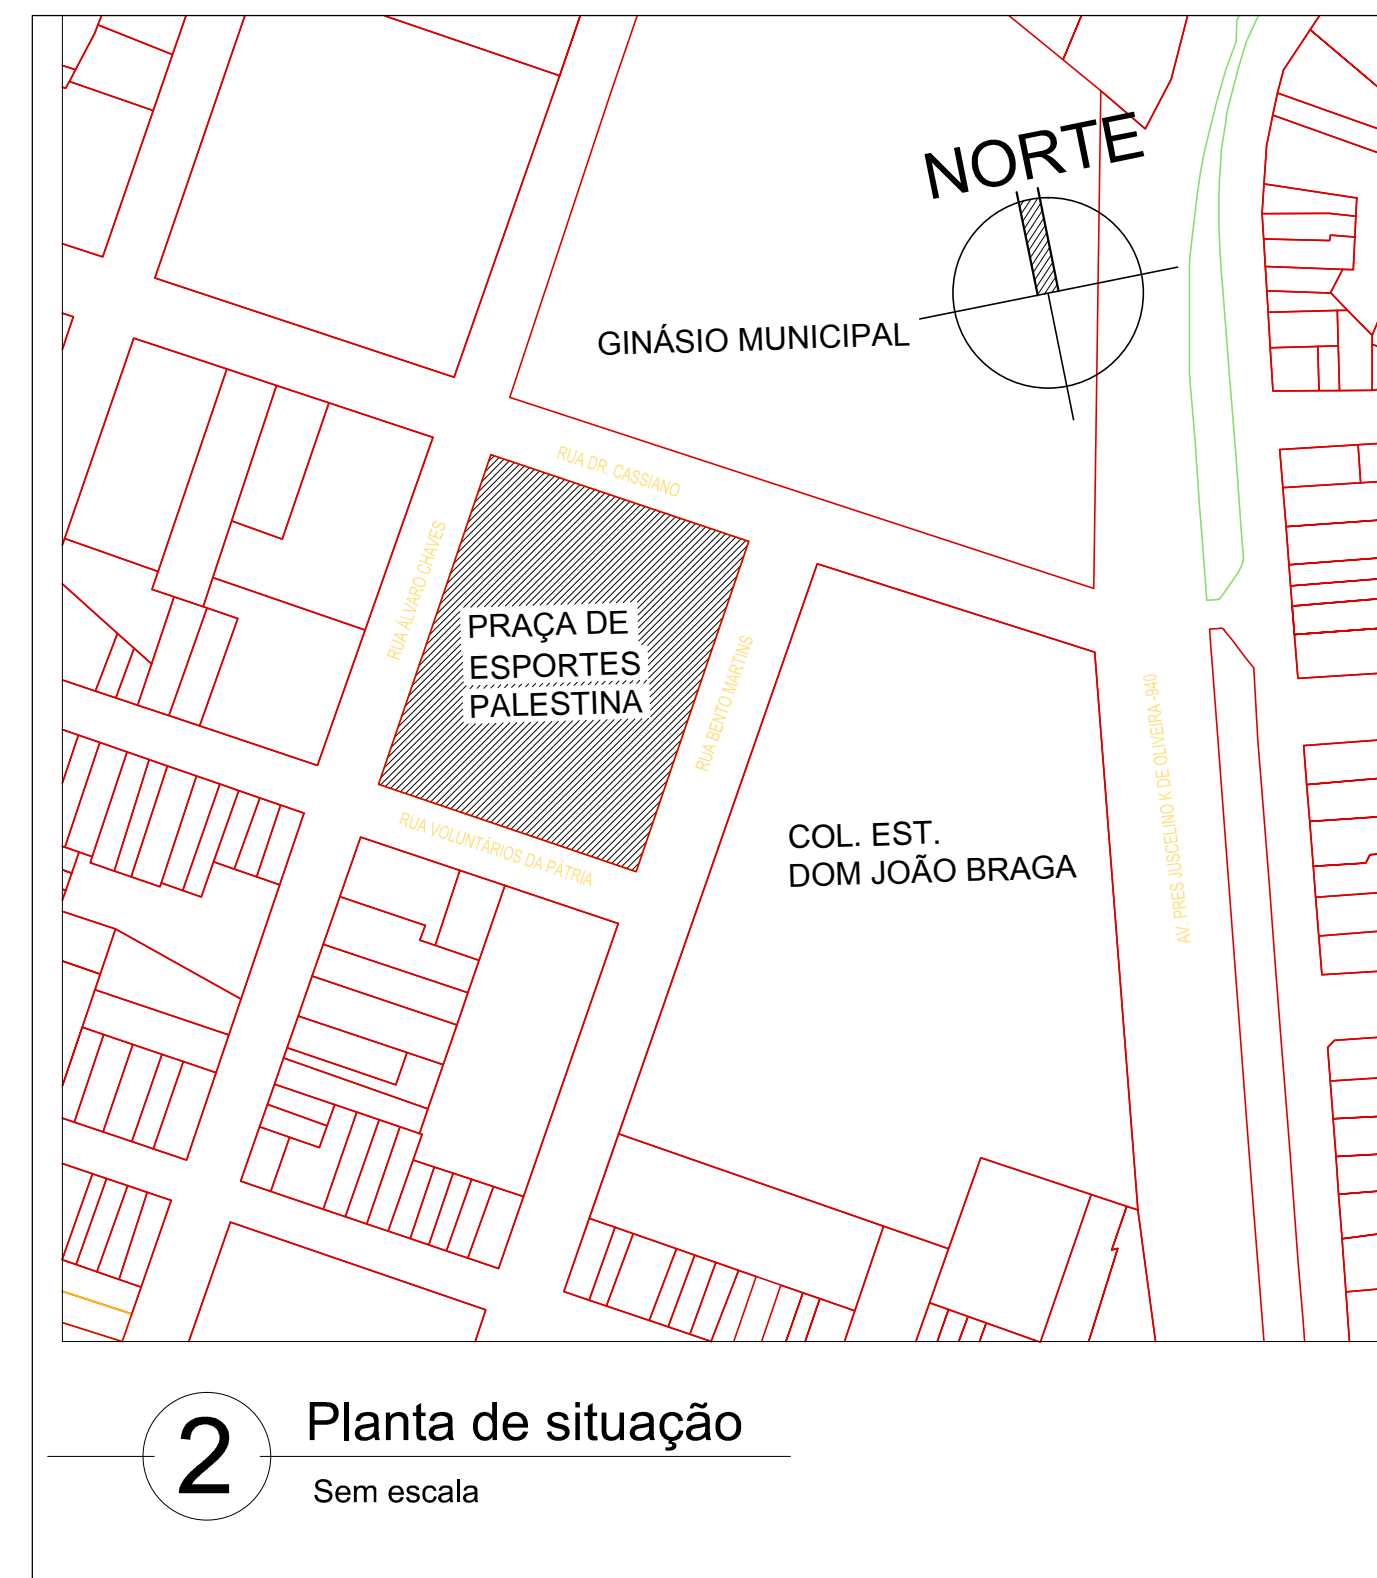 NORTE
GINÁSIO MUNICIPAL
RUA DR. CASSIANO
RUA ÁLVARO CHAVES
PRAÇA DE
ESPORTES
PALESTINA
RUA BENTO MARTINS
AV. PRES JUSCELINO K DE OLIVEIRA -940
RUA VOLUNTÁRIOS DA PÁTRIA
COL. EST.
DOM JOÃO BRAGA
2
Planta de situação
Sem escala